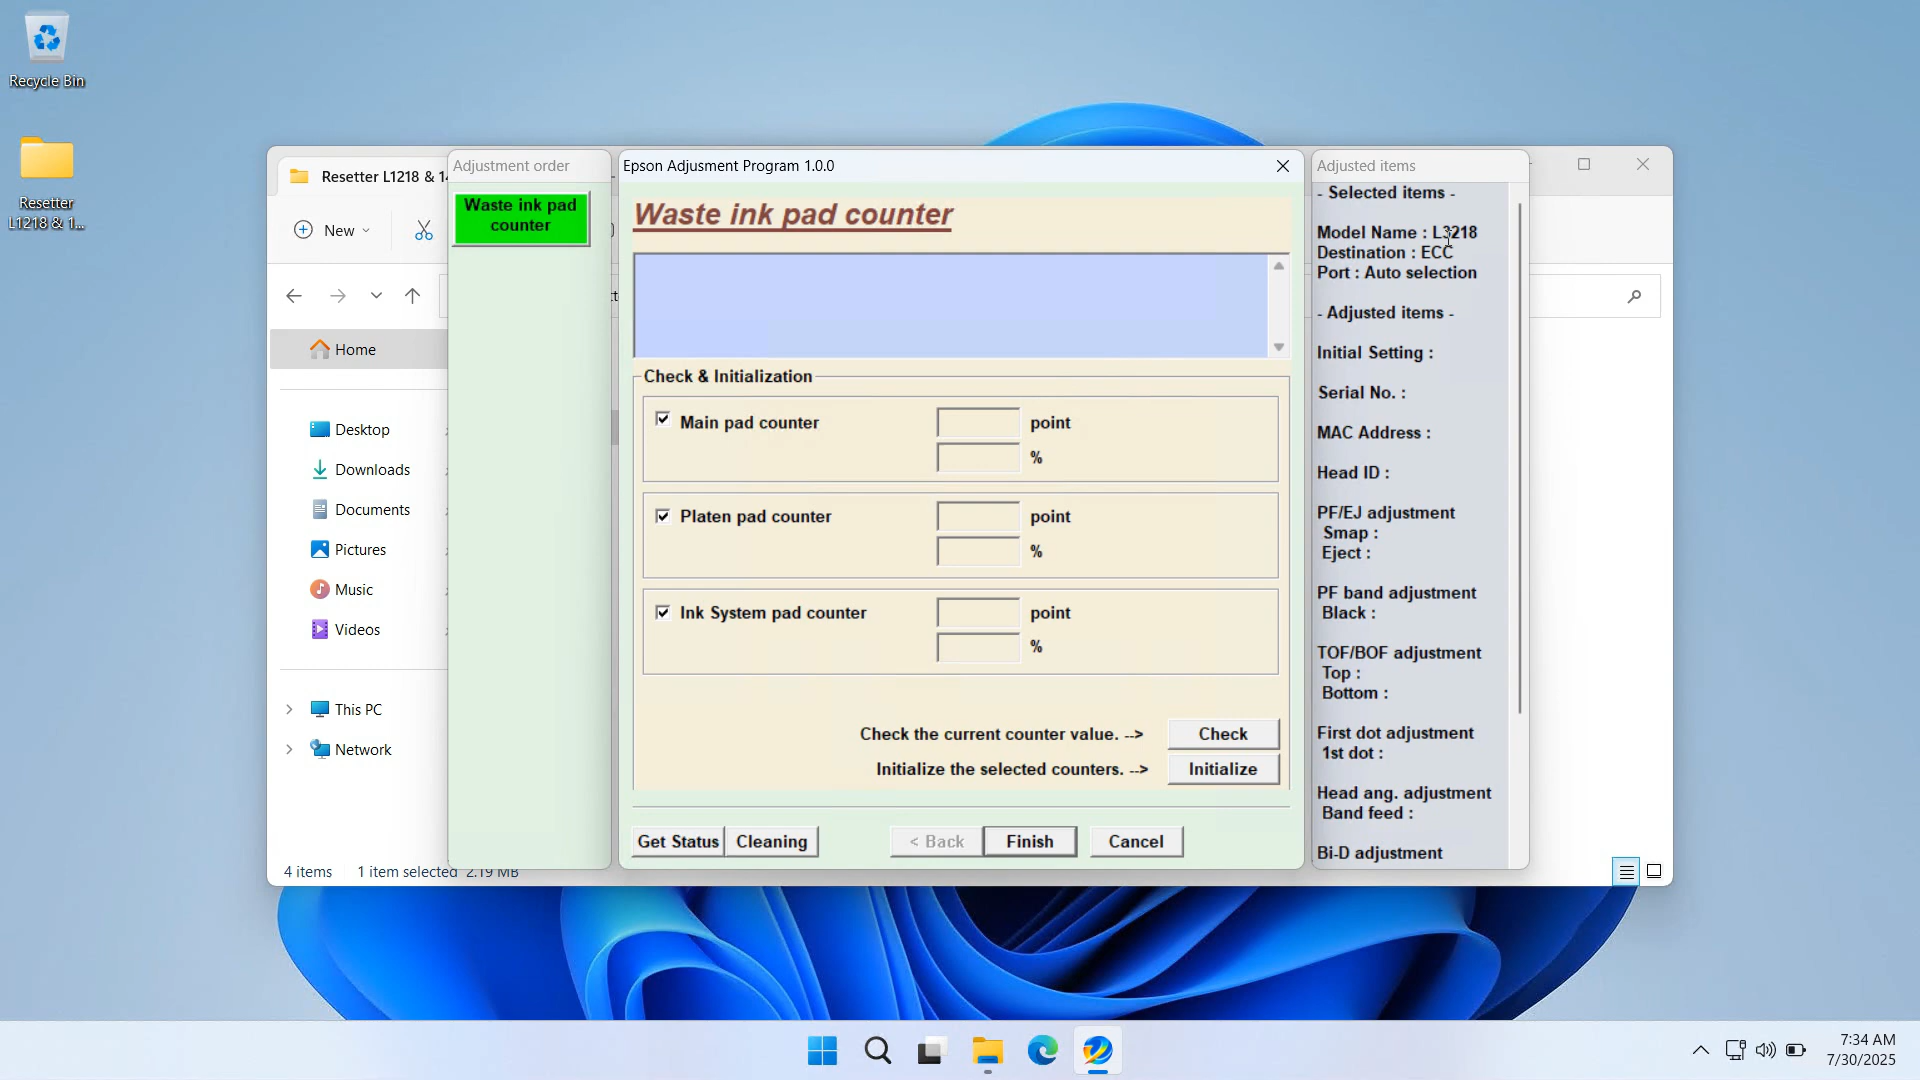 Recycle Bin
Resetter
L1218 & 1...
Resetter L1218 & 14
New
Home
Desktop
Downloads
Documents
Pictures
Music
Videos
This PC
Network
4 items 1 item selected 2.19 MB
Adjustment order
Waste ink pad
counter
Epson Adjusment Program 1.0.0
Waste ink pad counter
Check & Initialization
Main pad counter point
%
Platen pad counter point
%
Ink System pad counter point
%
Check the current counter value. --> Check
Initialize the selected counters. --> Initialize
Get Status Cleaning < Back Finish Cancel
Adjusted items
- Selected items -
Model Name : L3218
Destination : ECC
Port : Auto selection
- Adjusted items -
Initial Setting :
Serial No. :
MAC Address :
Head ID :
PF/EJ adjustment
Smap :
Eject :
PF band adjustment
Black :
TOF/BOF adjustment
Top :
Bottom :
First dot adjustment
1st dot :
Head ang. adjustment
Band feed :
Bi-D adjustment
7:34 AM
7/30/2025